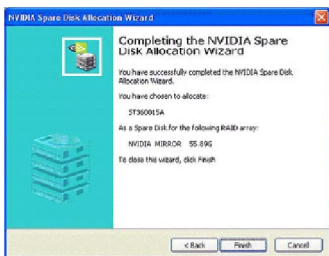 NVIDIA Spare Disk Allocation Wizard
Completing the NVIDIA Spare
Disk Allocation Wizard
You have successfully completed the NVIDIA Spare Disk
Allocation Wizard.
You have chosen to allocate:
ST360015A
As a Spare Disk for the following RAID array:
NVIDIA MIRROR 55.89G
To close this wizard, click Finish
< Back
Finish
Cancel